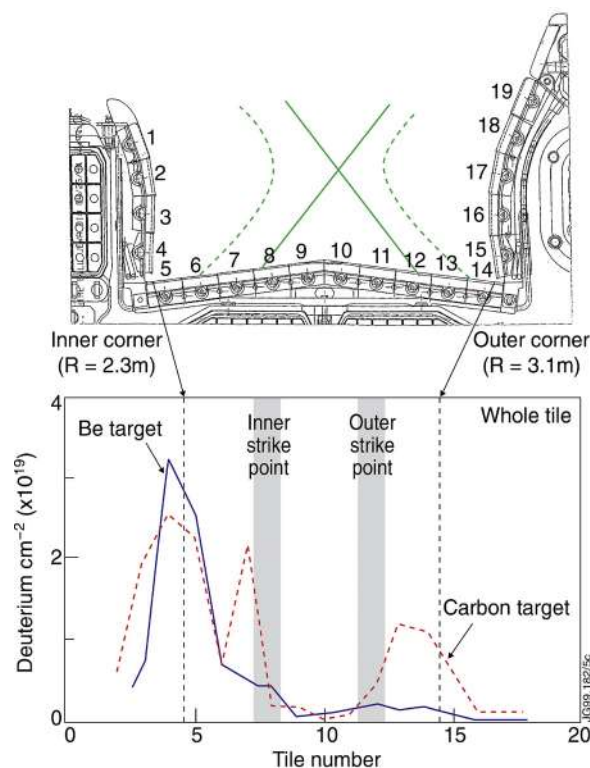 19
18
17
16
15
14
1
2
3
4
5
6
7
8
9
10
11
12
13
Inner corner
(R = 2.3m)
Outer corner
(R = 3.1m)
4
2
0
Deuterium cm-2 (x10^19)
Be target
Inner
strike
point
Outer
strike
point
Whole tile
Carbon target
0
5
10
15
20
Tile number
JG99.182/5c